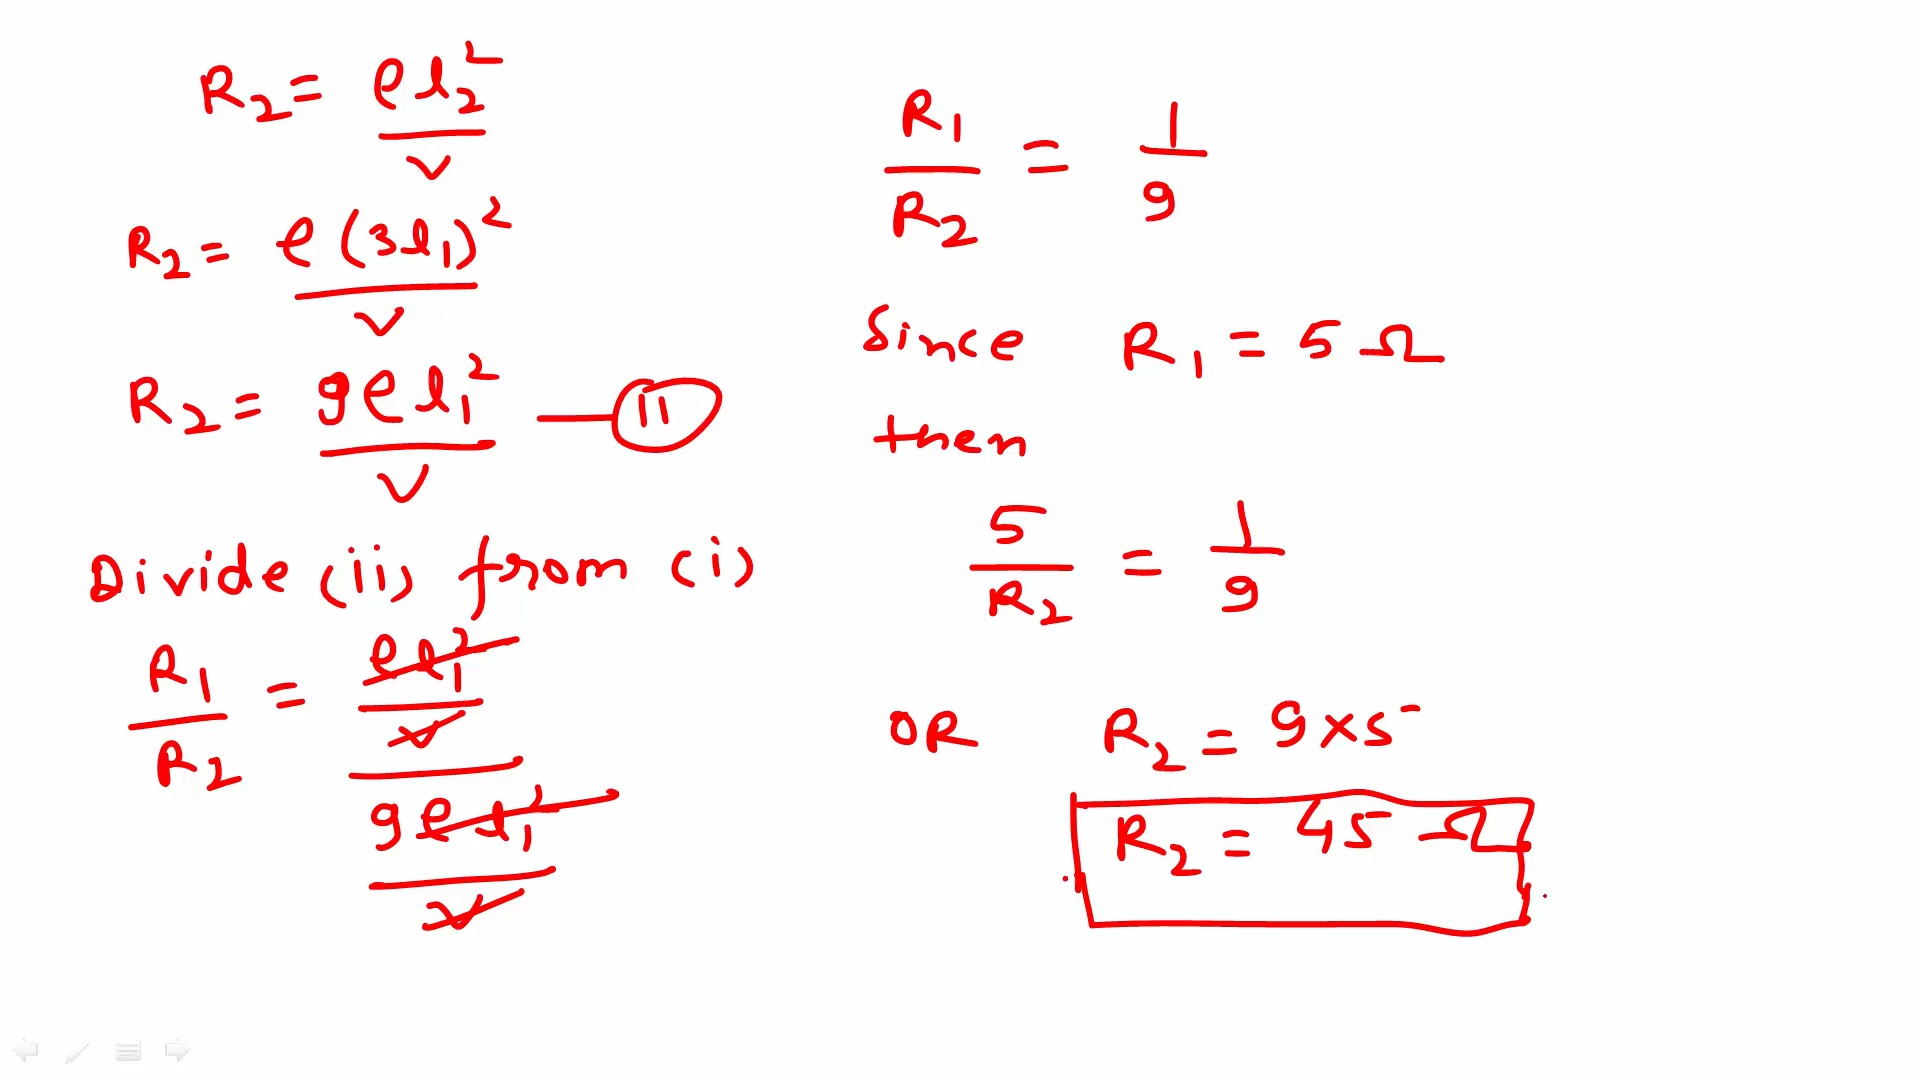 R₂ = ρl₂²/V
R₂ = ρ(3l₁)²/V
R₂ = 9ρl₁²/V — (ii)
Divide (ii) from (i)
R₁/R₂ = (ρl₁²/V)/(9ρl₁²/V)
R₁/R₂ = 1/9
Since R₁ = 5 Ω
then
5/R₂ = 1/9
OR R₂ = 9×5
R₂ = 45 Ω